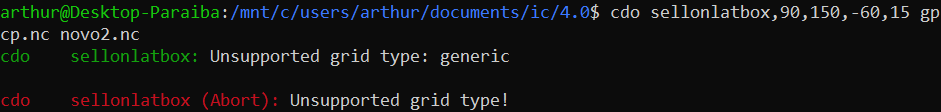 arthur@Desktop-Paraiba:/mnt/c/users/arthur/documents/ic/4.0$ cdo sellonlatbox,90,150,-60,15 gp
cp.nc novo2.nc
cdo    sellonlatbox: Unsupported grid type: generic
cdo    sellonlatbox (Abort): Unsupported grid type!